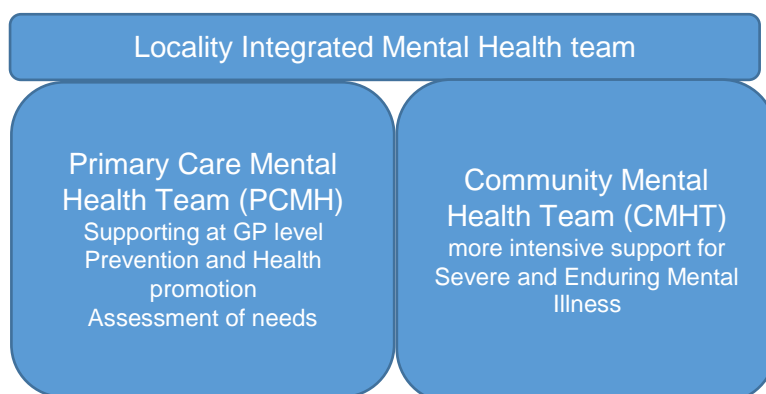 Locality Integrated Mental Health team
Primary Care Mental
Health Team (PCMH)
Supporting at GP level
Prevention and Health
promotion
Assessment of needs
Community Mental
Health Team (CMHT)
more intensive support for
Severe and Enduring Mental
Illness